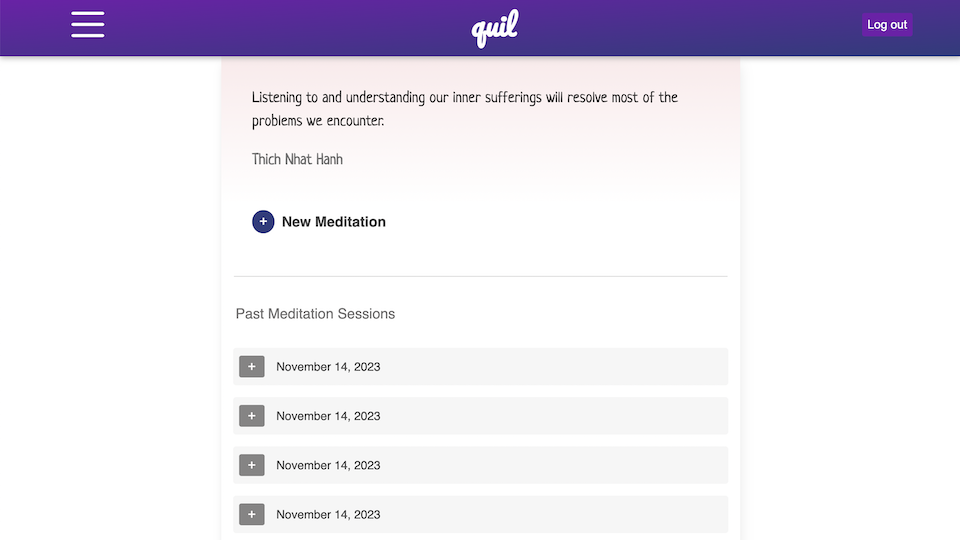 quil
Log out
Listening to and understanding our inner sufferings will resolve most of the
problems we encounter.
Thich Nhat Hanh
+ New Meditation
Past Meditation Sessions
+ November 14, 2023
+ November 14, 2023
+ November 14, 2023
+ November 14, 2023